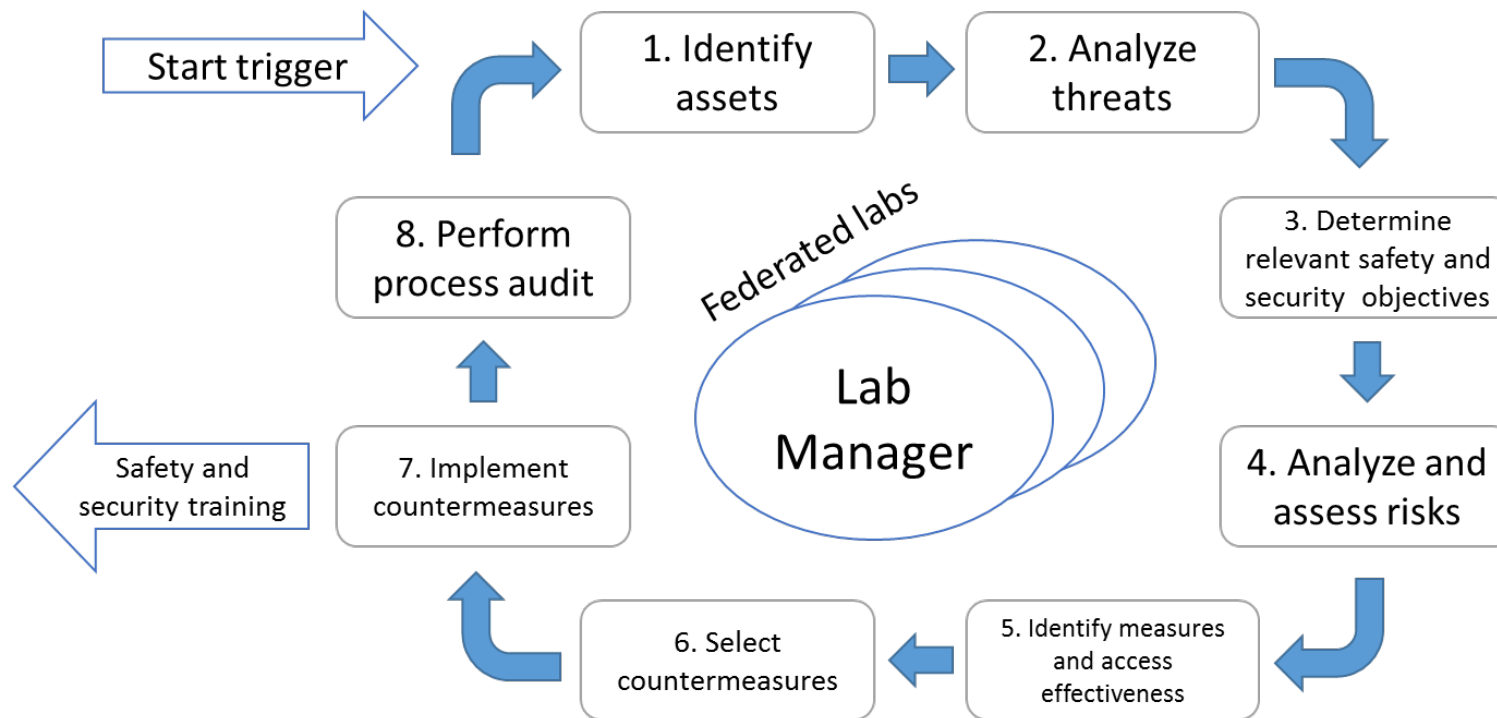 Start trigger
1. Identify
assets
2. Analyze
threats
3. Determine
relevant safety and
security objectives
4. Analyze and
assess risks
5. Identify measures
and access
effectiveness
6. Select
countermeasures
7. Implement
countermeasures
Safety and
security training
8. Perform
process audit
Federated labs
Lab
Manager